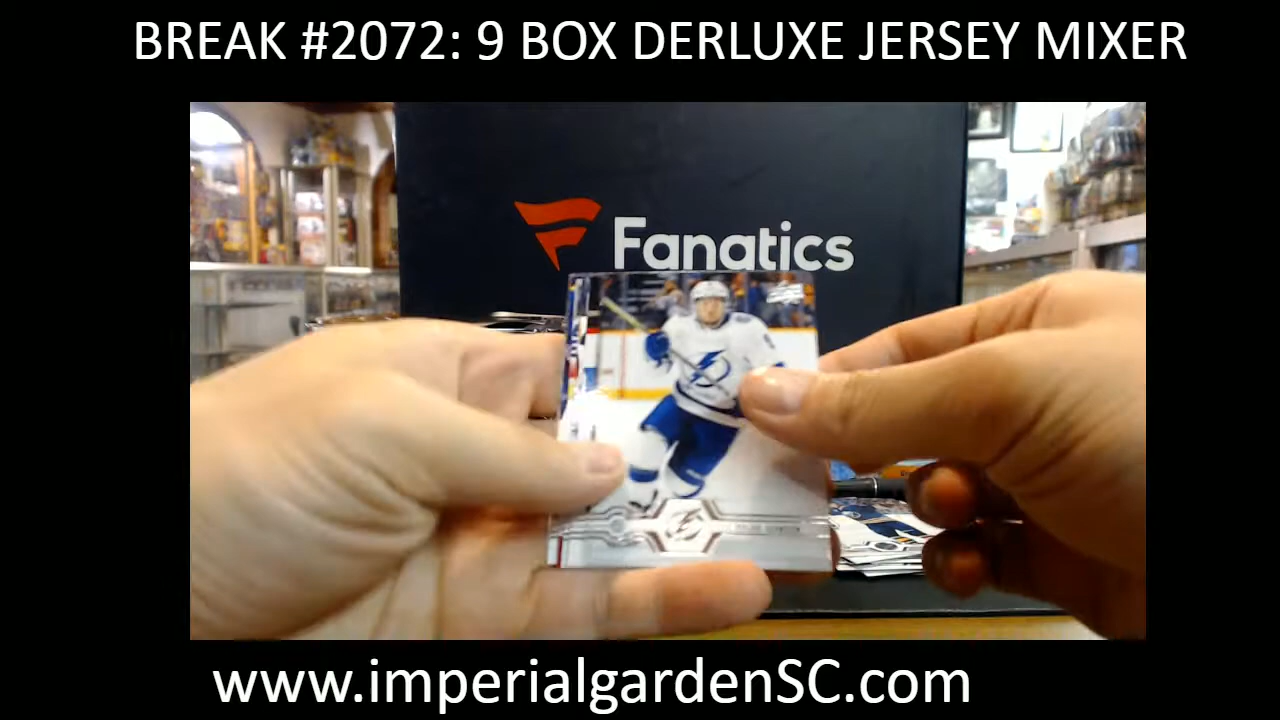 BREAK #2072: 9 BOX DERLUXE JERSEY MIXER
Fanatics
www.imperialgardenSC.com